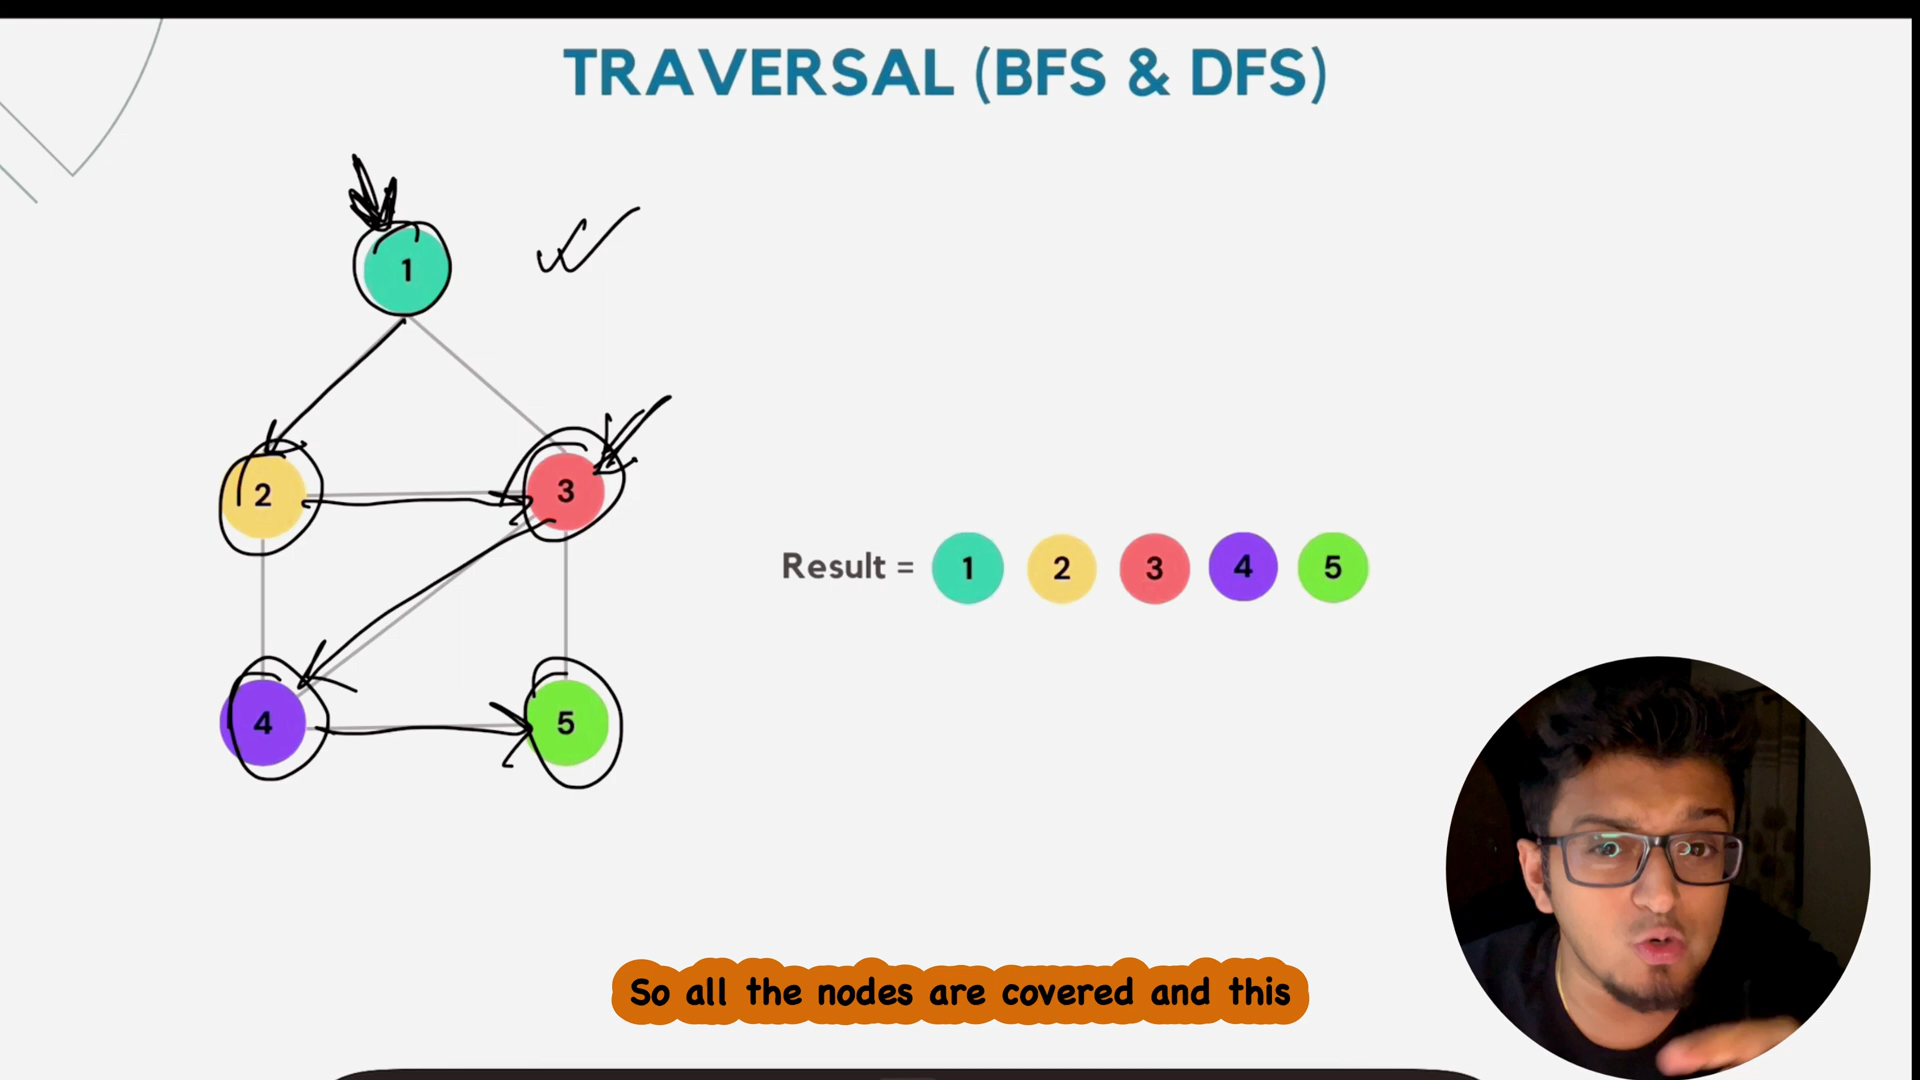 TRAVERSAL (BFS & DFS)
1
2
3
4
5
Result = 1 2 3 4 5
So all the nodes are covered and this